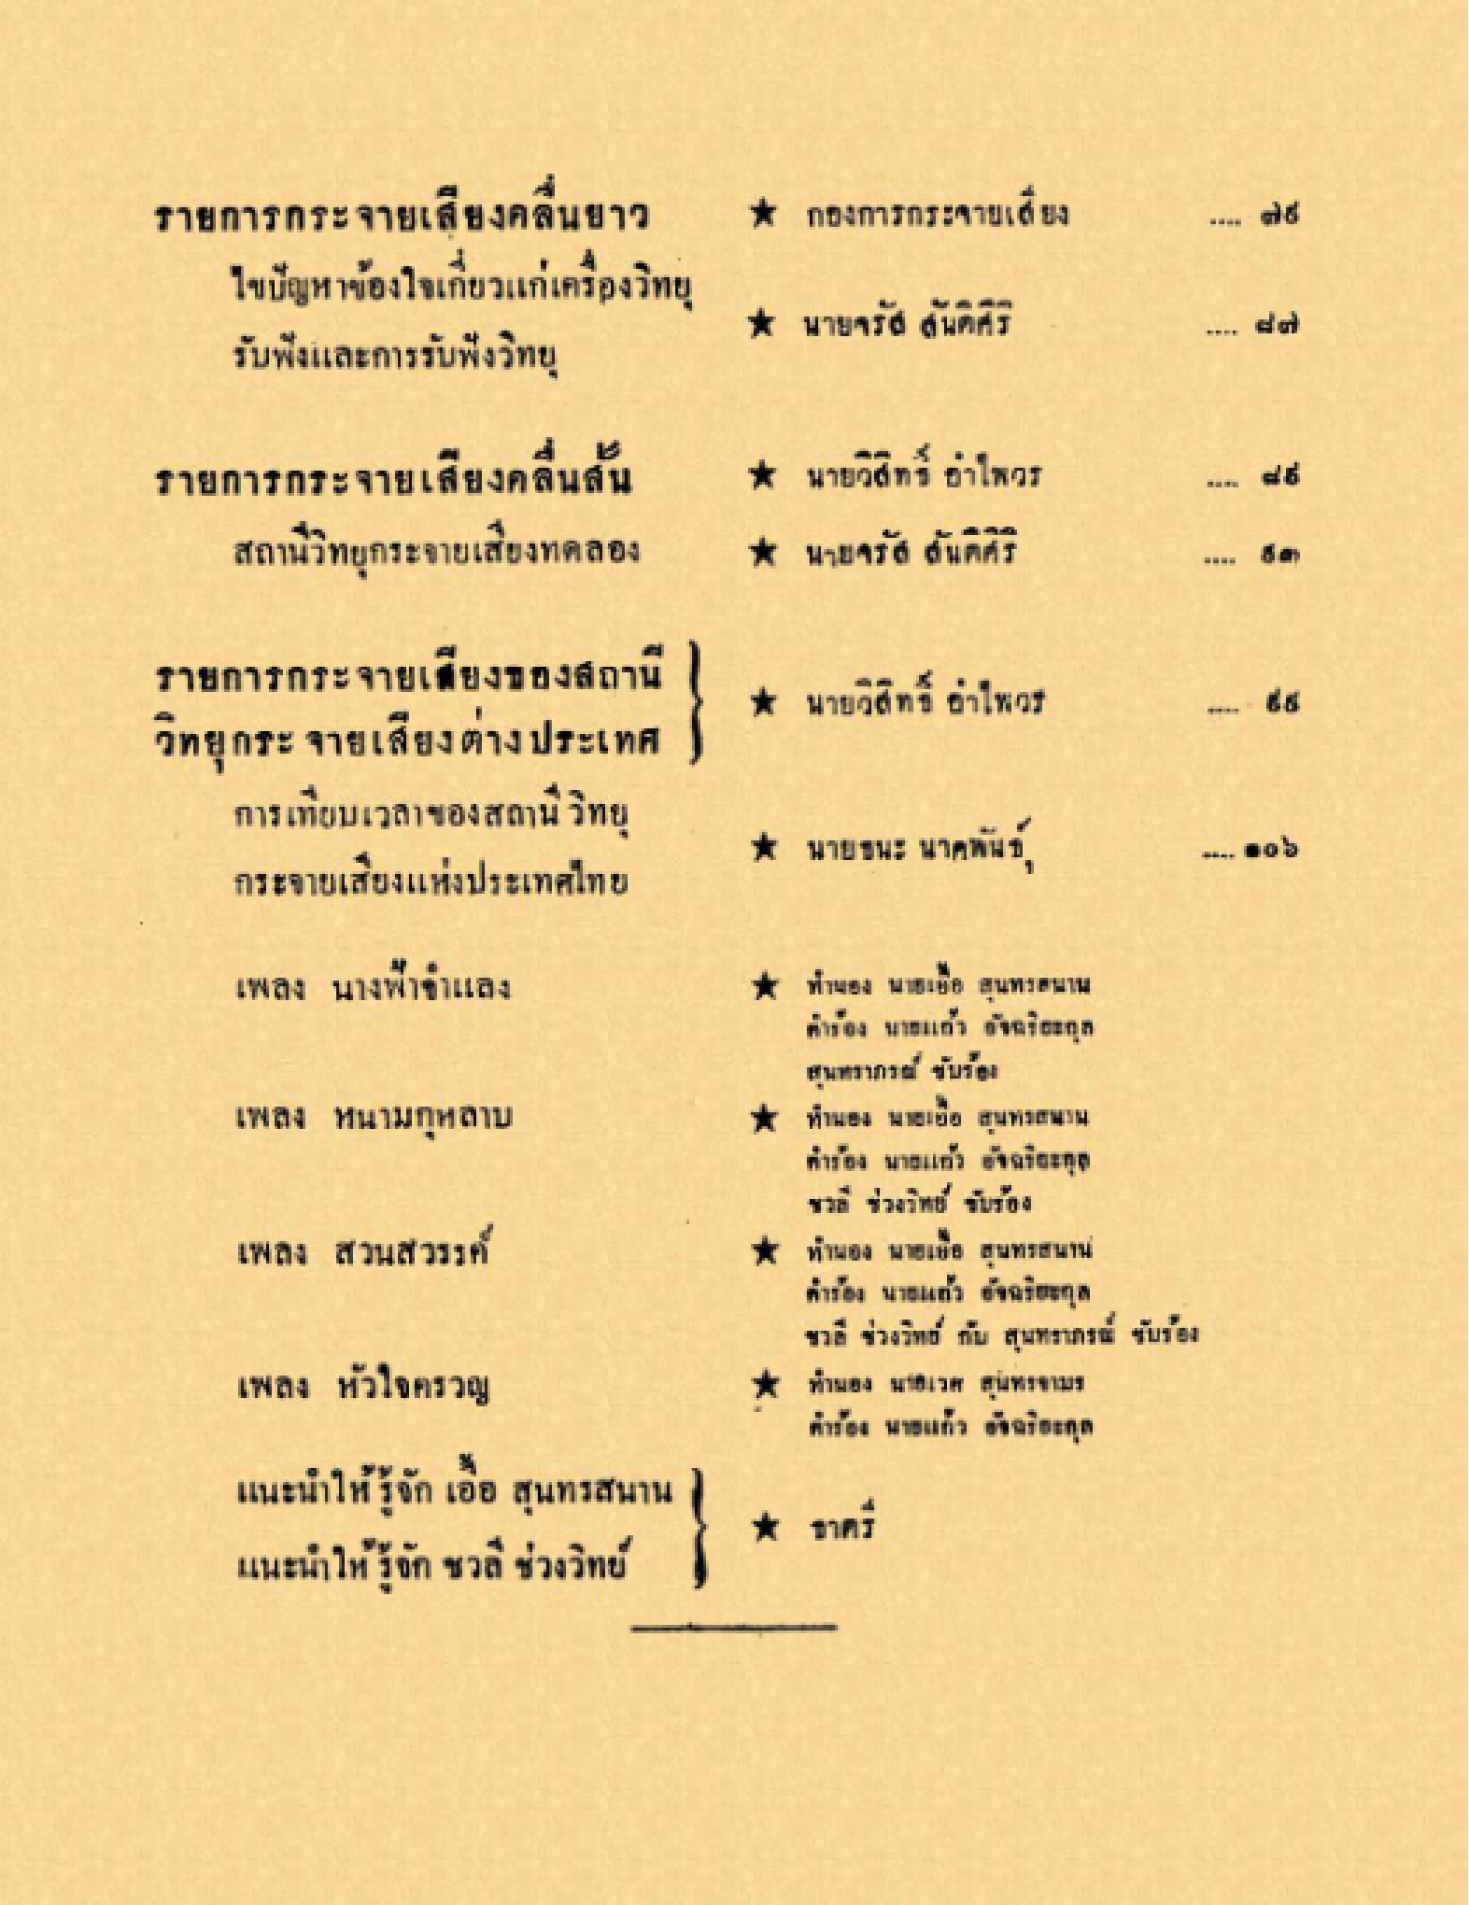 รายการกระจายเสียงคลื่นยาว ★ กองการกระจายเสียง .... ๗๙
ไขปัญหาข้องใจเกี่ยวแก่เครื่องวิทยุ
รับฟังและการรับฟังวิทยุ ★ นายจรัส สันติศิริ .... ๘๗
รายการกระจายเสียงคลื่นสั้น ★ นายวิสิทธิ์ อำไพวร .... ๘๙
สถานีวิทยุกระจายเสียงทดลอง ★ นายจรัส สันติศิริ .... ๙๓
รายการกระจายเสียงของสถานี
วิทยุกระจายเสียงต่างประเทศ ★ นายวิสิทธิ์ อำไพวร .... ๙๙
การเทียบเวลาของสถานีวิทยุ
กระจายเสียงแห่งประเทศไทย ★ นายธนะ นาคพันธุ์ .... ๑๐๖
เพลง นางฟ้าจำแลง ★ ทำนอง นายเอื้อ สุนทรสนาน
คำร้อง นายแก้ว อัจฉริยะกุล
สุนทราภรณ์ ขับร้อง
เพลง หนามกุหลาบ ★ ทำนอง นายเอื้อ สุนทรสนาน
คำร้อง นายแก้ว อัจฉริยะกุล
ชวลี ช่วงวิทย์ ขับร้อง
เพลง สวนสวรรค์ ★ ทำนอง นายเอื้อ สุนทรสนาน
คำร้อง นายแก้ว อัจฉริยะกุล
ชวลี ช่วงวิทย์ กับ สุนทราภรณ์ ขับร้อง
เพลง หัวใจครวญ ★ ทำนอง นายเวศ สุนทรจามร
คำร้อง นายแก้ว อัจฉริยะกุล
แนะนำให้รู้จัก เอื้อ สุนทรสนาน
แนะนำให้รู้จัก ชวลี ช่วงวิทย์ ★